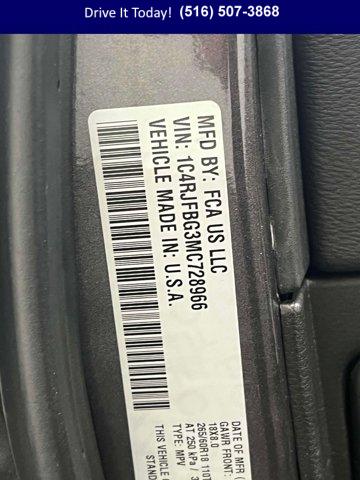 Drive It Today! (516) 507-3868
MFD BY: FCA US LLC
VIN: 1C4RJFBG3MC728966
VEHICLE MADE IN: U.S.A.
DATE OF MFR (
GAWR FRONT:
18X8.0
265/60R18 110T
AT 250 kPa / 3
TYPE: MPV
THIS VEHICLE
STAND